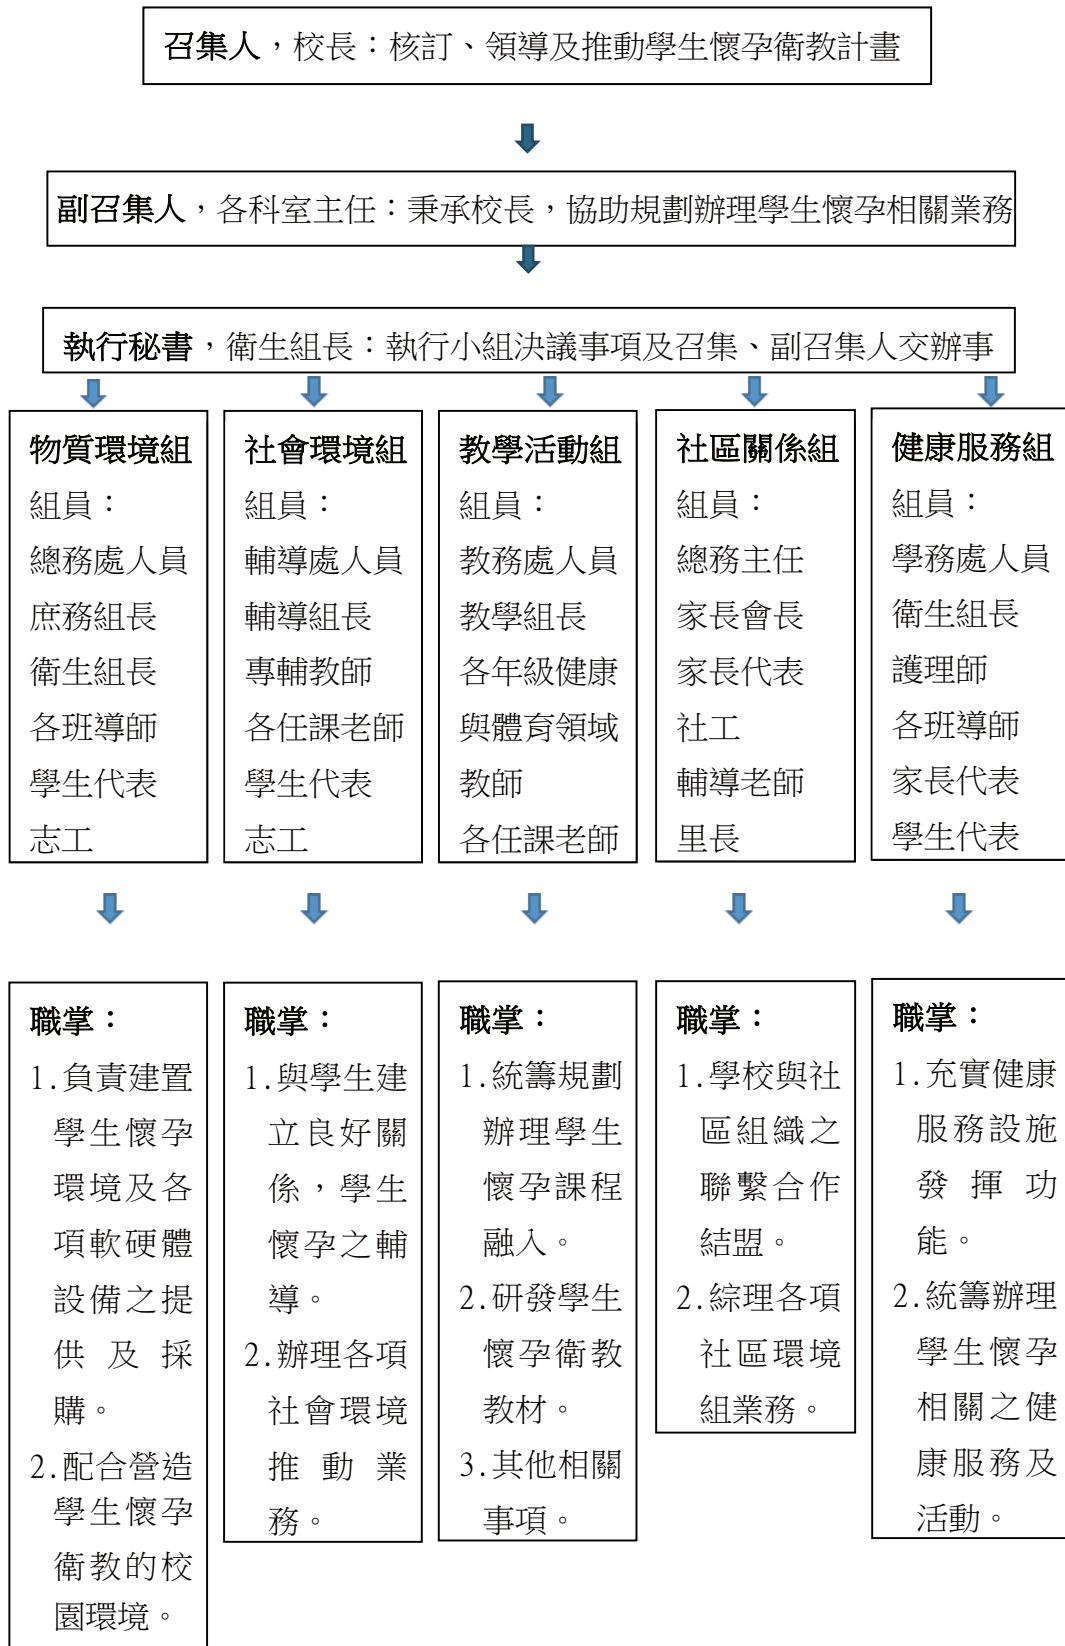 召集人，校長：核訂、領導及推動學生懷孕衛教計畫
副召集人，各科室主任：秉承校長，協助規劃辦理學生懷孕相關業務
執行秘書，衛生組長：執行小組決議事項及召集、副召集人交辦事
物質環境組
組員：
總務處人員
庶務組長
衛生組長
各班導師
學生代表
志工
社會環境組
組員：
輔導處人員
輔導組長
專輔教師
各任課老師
學生代表
志工
教學活動組
組員：
教務處人員
教學組長
各年級健康
與體育領域
教師
各任課老師
社區關係組
組員：
總務主任
家長會長
家長代表
社工
輔導老師
里長
健康服務組
組員：
學務處人員
衛生組長
護理師
各班導師
家長代表
學生代表
職掌：
1.負責建置
學生懷孕
環境及各
項軟硬體
設備之提
供及採
購。
2.配合營造
學生懷孕
衛教的校
園環境。
職掌：
1.與學生建
立良好關
係，學生
懷孕之輔
導。
2.辦理各項
社會環境
推動業
務。
職掌：
1.統籌規劃
辦理學生
懷孕課程
融入。
2.研發學生
懷孕衛教
教材。
3.其他相關
事項。
職掌：
1.學校與社
區組織之
聯繫合作
結盟。
2.綜理各項
社區環境
組業務。
職掌：
1.充實健康
服務設施
發揮功
能。
2.統籌辦理
學生懷孕
相關之健
康服務及
活動。